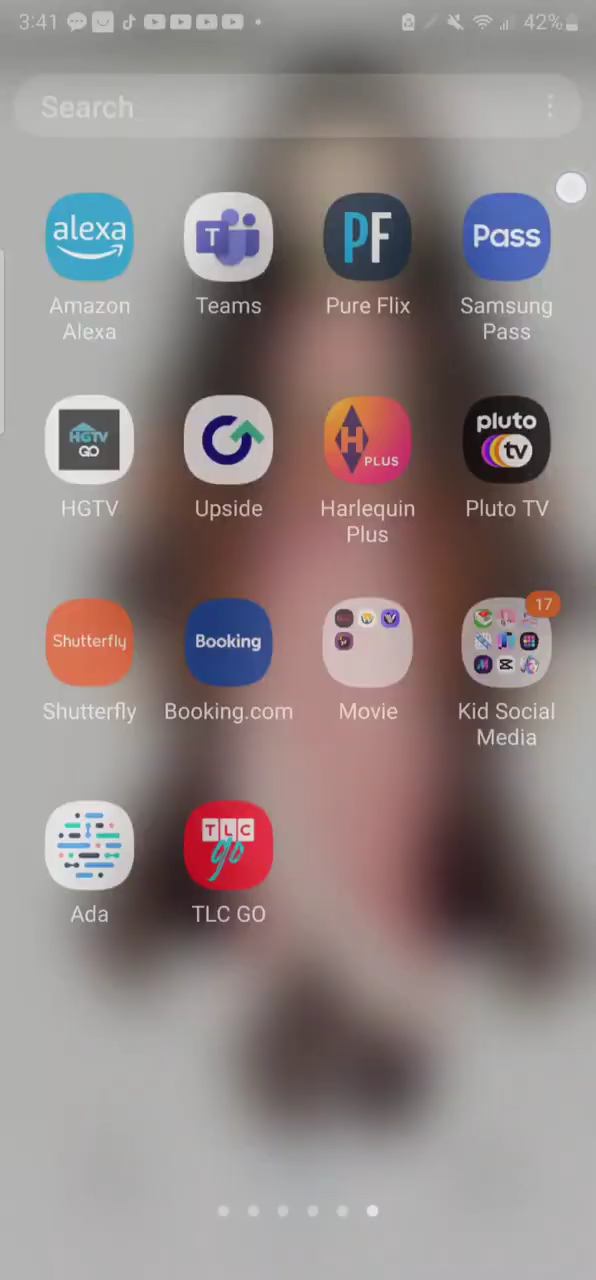 3:41
42%
Search
alexa
T
PF
Pass
Amazon Alexa
Teams
Pure Flix
Samsung Pass
HGTV
GO
H
PLUS
pluto
tv
HGTV
Upside
Harlequin Plus
Pluto TV
Shutterfly
Booking
17
Shutterfly
Booking.com
Movie
Kid Social Media
TLC
go
Ada
TLC GO